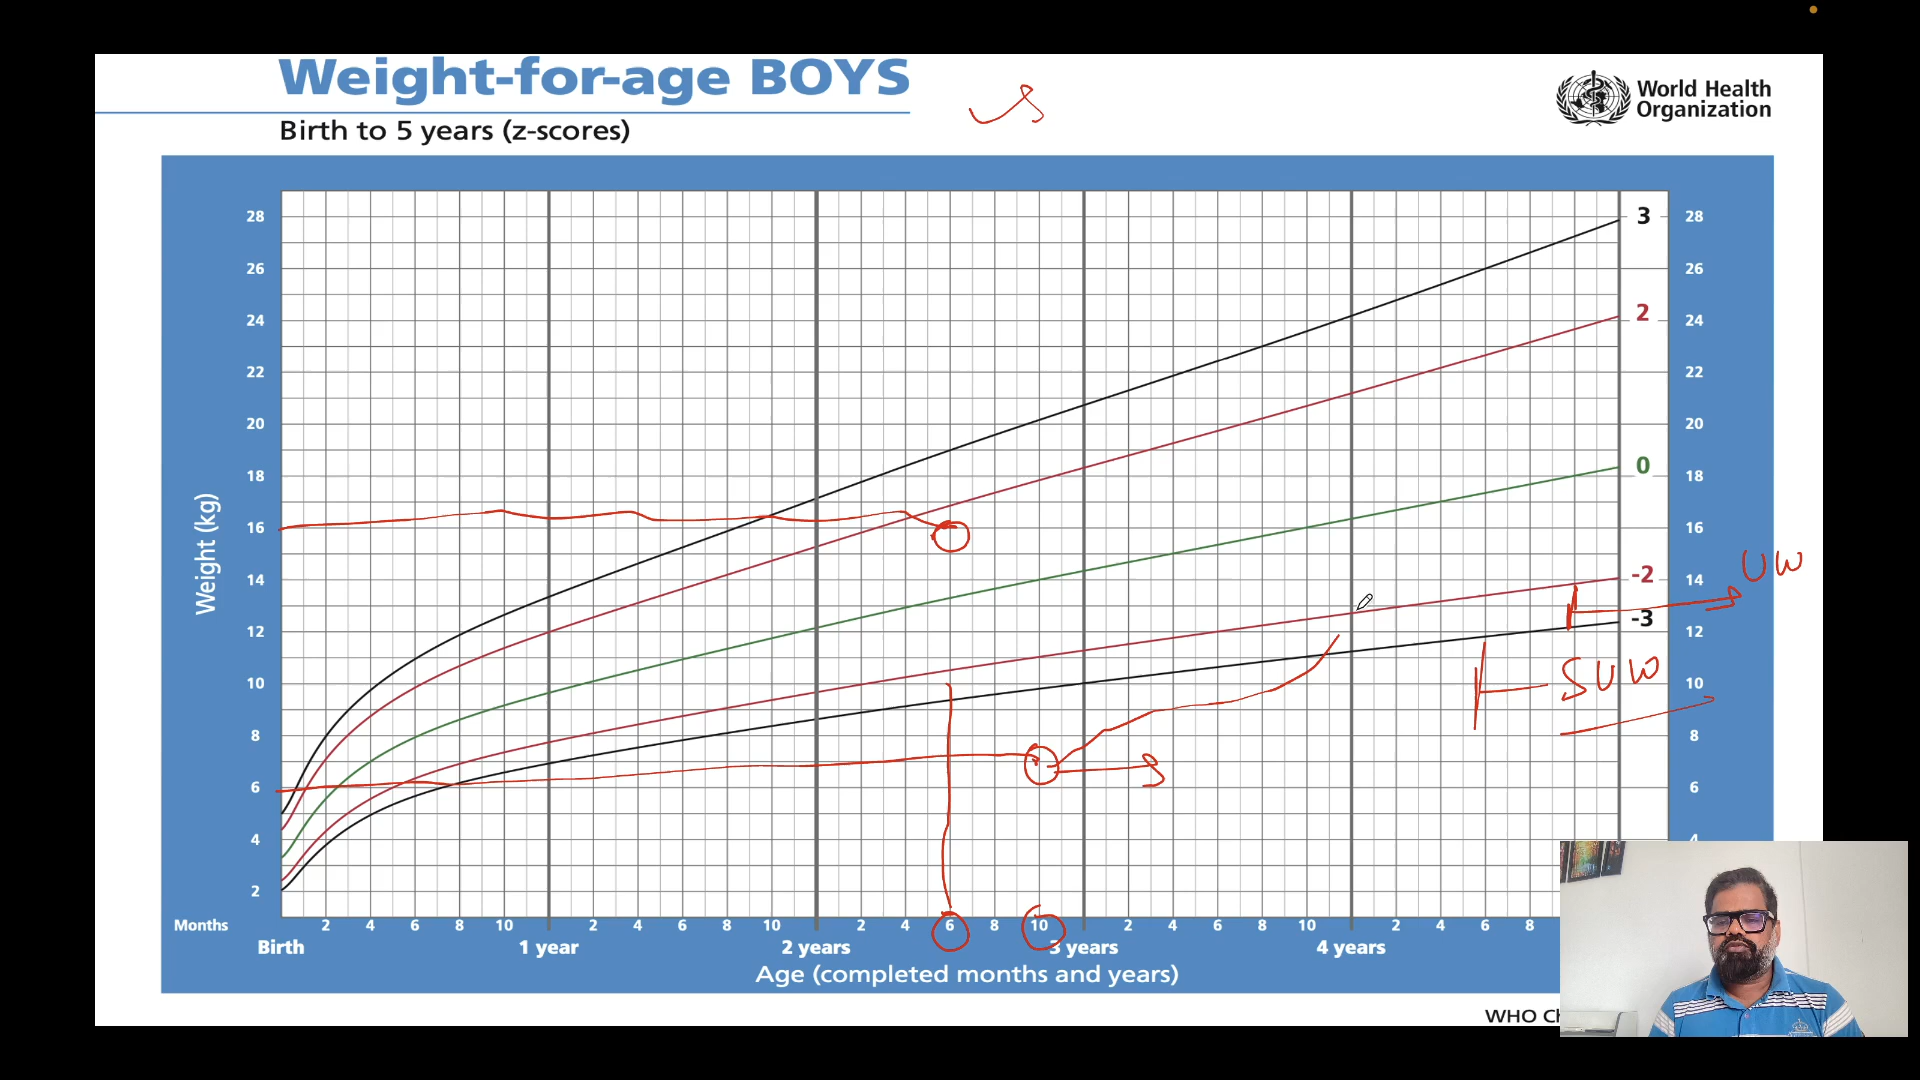 Weight-for-age BOYS
Birth to 5 years (z-scores)
World Health
Organization
28 3 28
26 26
24 2 24
22 22
20 20
18 0 18
16 16
14 -2 14 UW
12 -3 12
10 10 SUW
8 8
6 6
4 4
2
Weight (kg)
Months 2 4 6 8 10 2 4 6 8 10 2 4 6 8 10 2 4 6 8 10 2 4 6 8
Birth 1 year 2 years 3 years 4 years
Age (completed months and years)
WHO